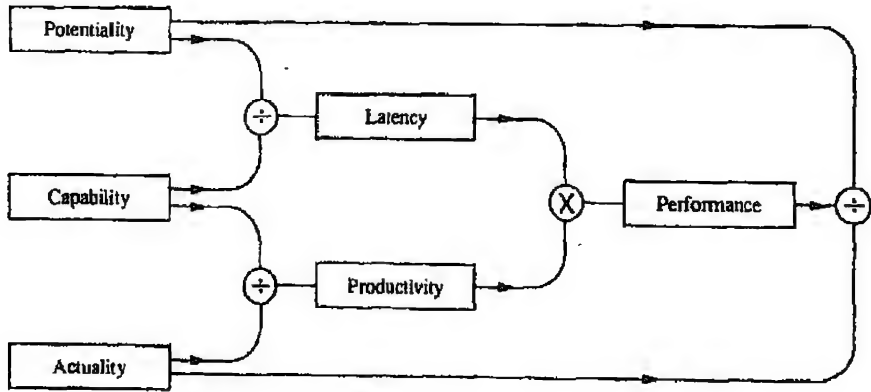 Potentiality
÷
Latency
Capability
X
Performance
÷
÷
Productivity
Actuality